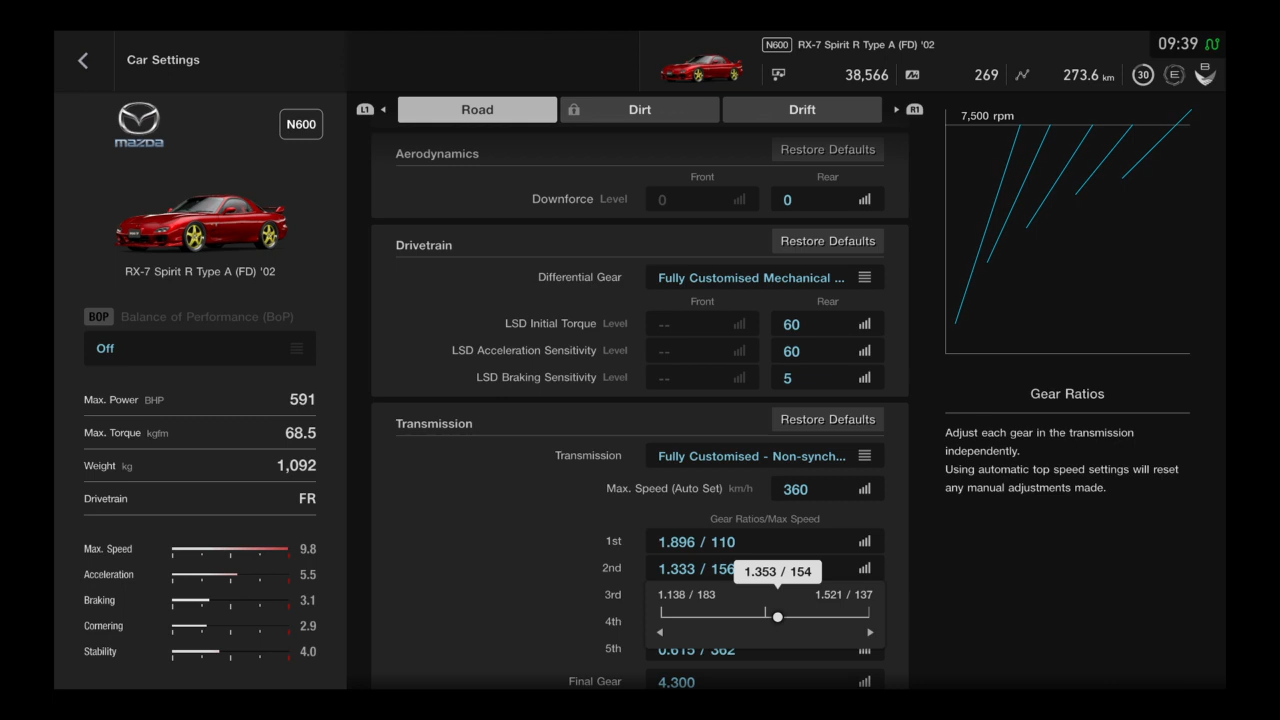 Car Settings
N600 RX-7 Spirit R Type A (FD) '02
09:39
38,566
269
273.6 km
30
E
B
mazda
N600
RX-7 Spirit R Type A (FD) '02
BOP Balance of Performance (BoP)
Off
Max. Power BHP 591
Max. Torque kgfm 68.5
Weight kg 1,092
Drivetrain FR
Max. Speed 9.8
Acceleration 5.5
Braking 3.1
Cornering 2.9
Stability 4.0
L1 Road Dirt Drift R1
Aerodynamics Restore Defaults
Front Rear
Downforce Level 0 0
Drivetrain Restore Defaults
Differential Gear Fully Customised Mechanical ...
Front Rear
LSD Initial Torque Level -- 60
LSD Acceleration Sensitivity Level -- 60
LSD Braking Sensitivity Level -- 5
Transmission Restore Defaults
Transmission Fully Customised - Non-synch...
Max. Speed (Auto Set) km/h 360
Gear Ratios/Max Speed
1st 1.896 / 110
2nd 1.333 / 156
1.353 / 154
3rd 1.138 / 183 1.521 / 137
4th
5th 0.615 / 362
Final Gear 4.300
7,500 rpm
Gear Ratios
Adjust each gear in the transmission
independently.
Using automatic top speed settings will reset
any manual adjustments made.